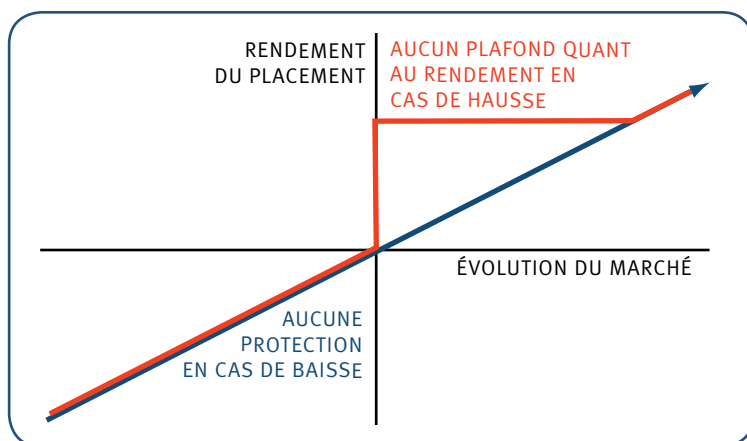 RENDEMENT
DU PLACEMENT
AUCUN PLAFOND QUANT
AU RENDEMENT EN
CAS DE HAUSSE
ÉVOLUTION DU MARCHÉ
AUCUNE
PROTECTION
EN CAS DE BAISSE